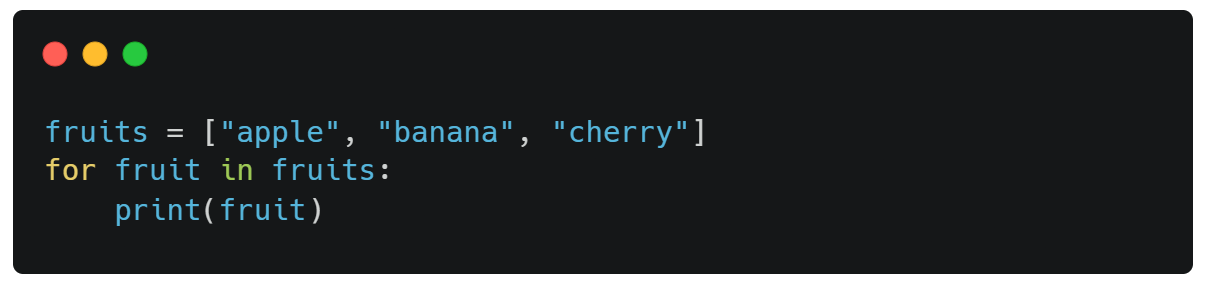 fruits = ["apple", "banana", "cherry"]
for fruit in fruits:
    print(fruit)